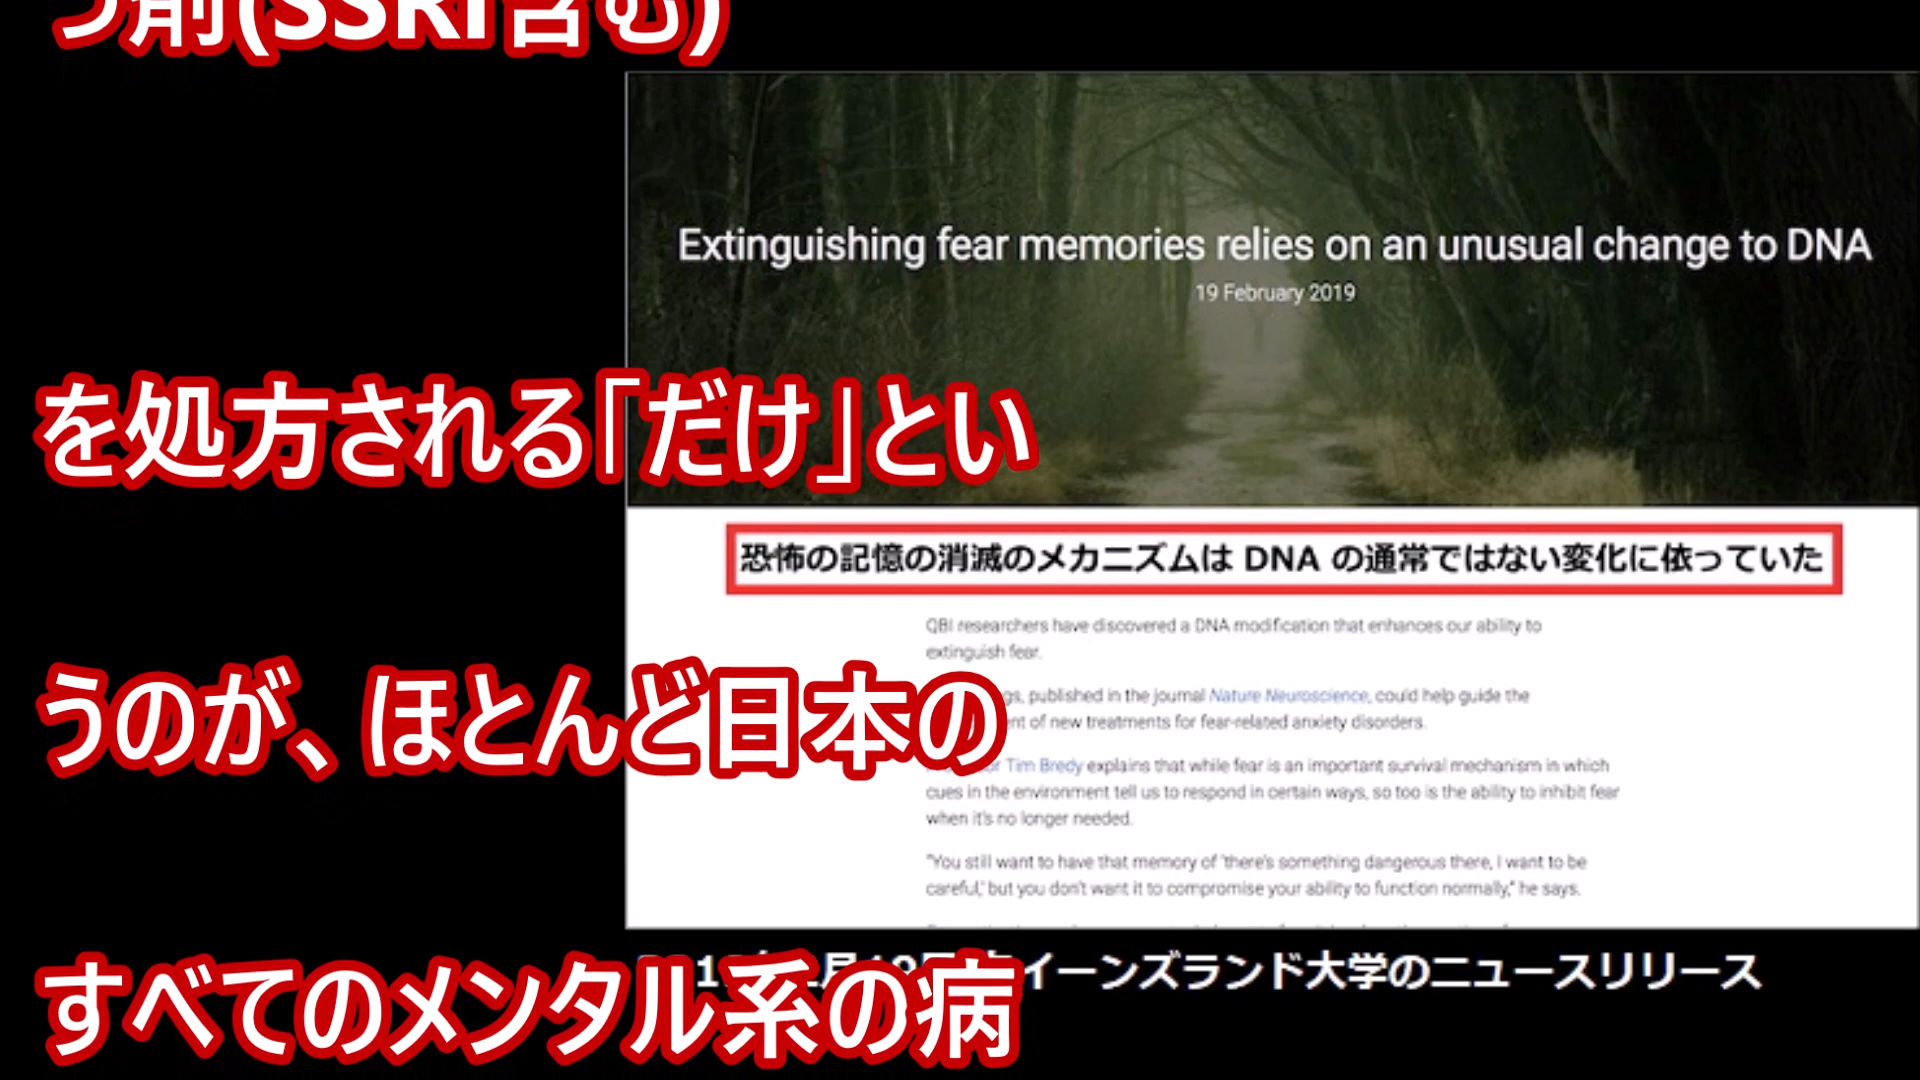 つ剤(SSRI含む)
を処方される「だけ」とい
うのが、ほとんど日本の
すべてのメンタル系の病
Extinguishing fear memories relies on an unusual change to DNA
19 February 2019
恐怖の記憶の消滅のメカニズムは DNA の通常ではない変化に依っていた
QBI researchers have discovered a DNA modification that enhances our ability to
extinguish fear.
published in the journal Nature Neuroscience, could help guide the
of new treatments for fear-related anxiety disorders.
Tim Bredy explains that while fear is an important survival mechanism in which
cues in the environment tell us to respond in certain ways, so too is the ability to inhibit fear
when it's no longer needed.
"You still want to have that memory of 'there's something dangerous there, I want to be
careful,' but you don't want it to compromise your ability to function normally," he says.
イーンズランド大学のニュースリリース